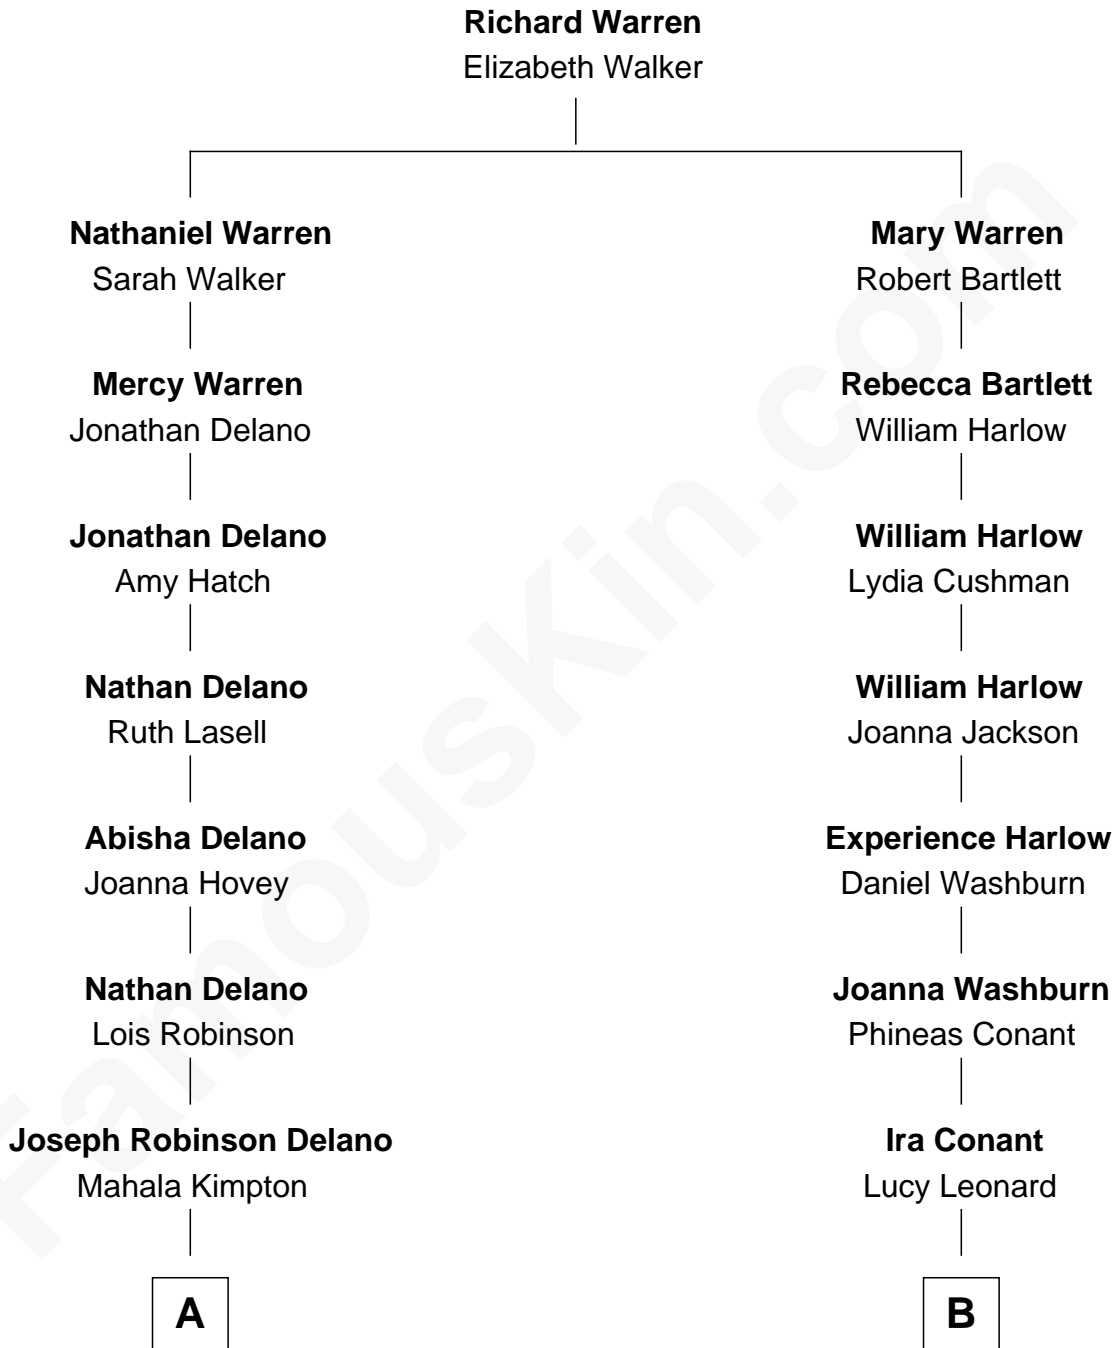 Richard Warren
Elizabeth Walker
Nathaniel Warren
Sarah Walker
Mary Warren
Robert Bartlett
Mercy Warren
Jonathan Delano
Rebecca Bartlett
William Harlow
Jonathan Delano
Amy Hatch
William Harlow
Lydia Cushman
Nathan Delano
Ruth Lasell
William Harlow
Joanna Jackson
Abisha Delano
Joanna Hovey
Experience Harlow
Daniel Washburn
Nathan Delano
Lois Robinson
Joanna Washburn
Phineas Conant
Joseph Robinson Delano
Mahala Kimpton
Ira Conant
Lucy Leonard
A
B
FamousKin.com